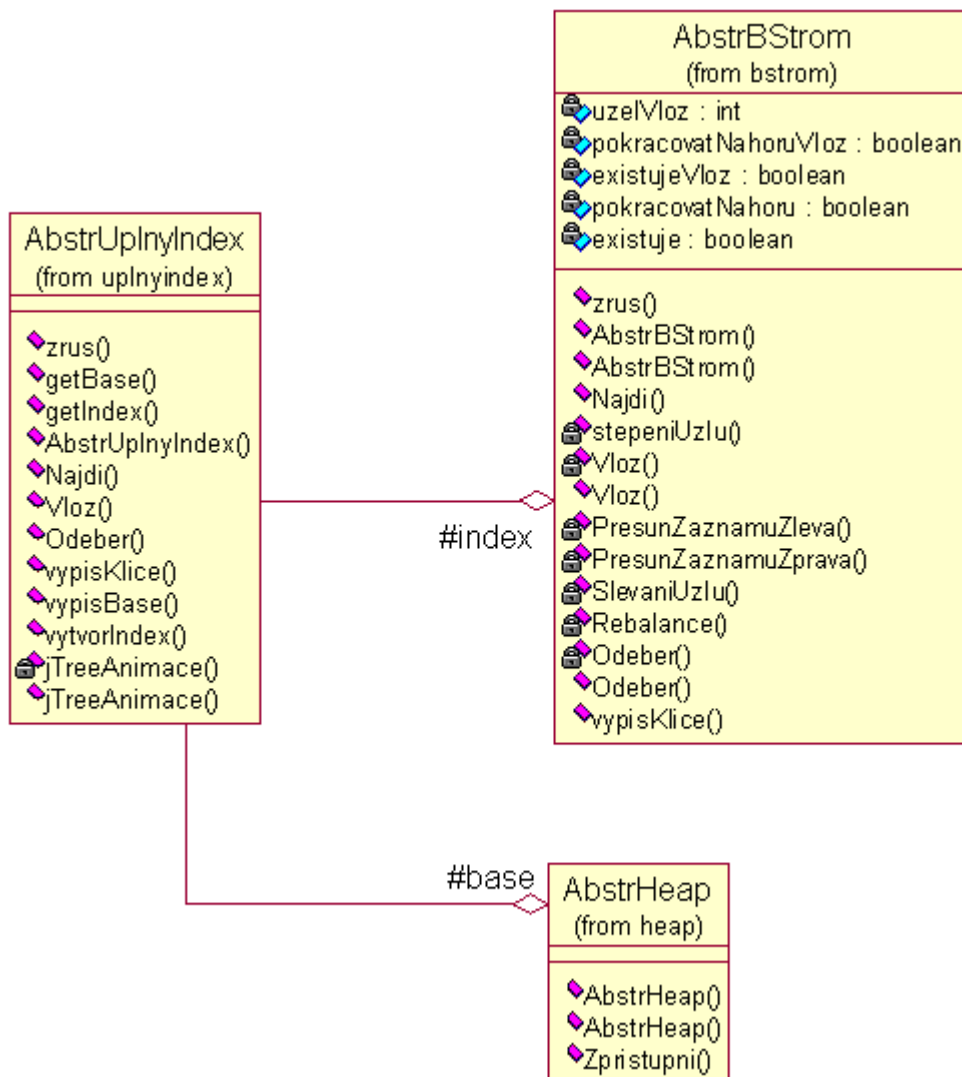 AbstrBStrom
(from bstrom)
uzelVloz : int
pokracovatNahoruVloz : boolean
existujeVloz : boolean
pokracovatNahoru : boolean
existuje : boolean
zrus()
AbstrBStrom()
AbstrBStrom()
Najdi()
stepeniUzlu()
Vloz()
Vloz()
PresunZaznamuZleva()
PresunZaznamuZprava()
SlevaniUzlu()
Rebalance()
Odeber()
Odeber()
vypisKlice()
AbstrUplnyIndex
(from uplnyindex)
zrus()
getBase()
getIndex()
AbstrUplnyIndex()
Najdi()
Vloz()
Odeber()
vypisKlice()
vypisBase()
vytvorIndex()
jTreeAnimace()
jTreeAnimace()
#index
#base
AbstrHeap
(from heap)
AbstrHeap()
AbstrHeap()
Zpristupni()